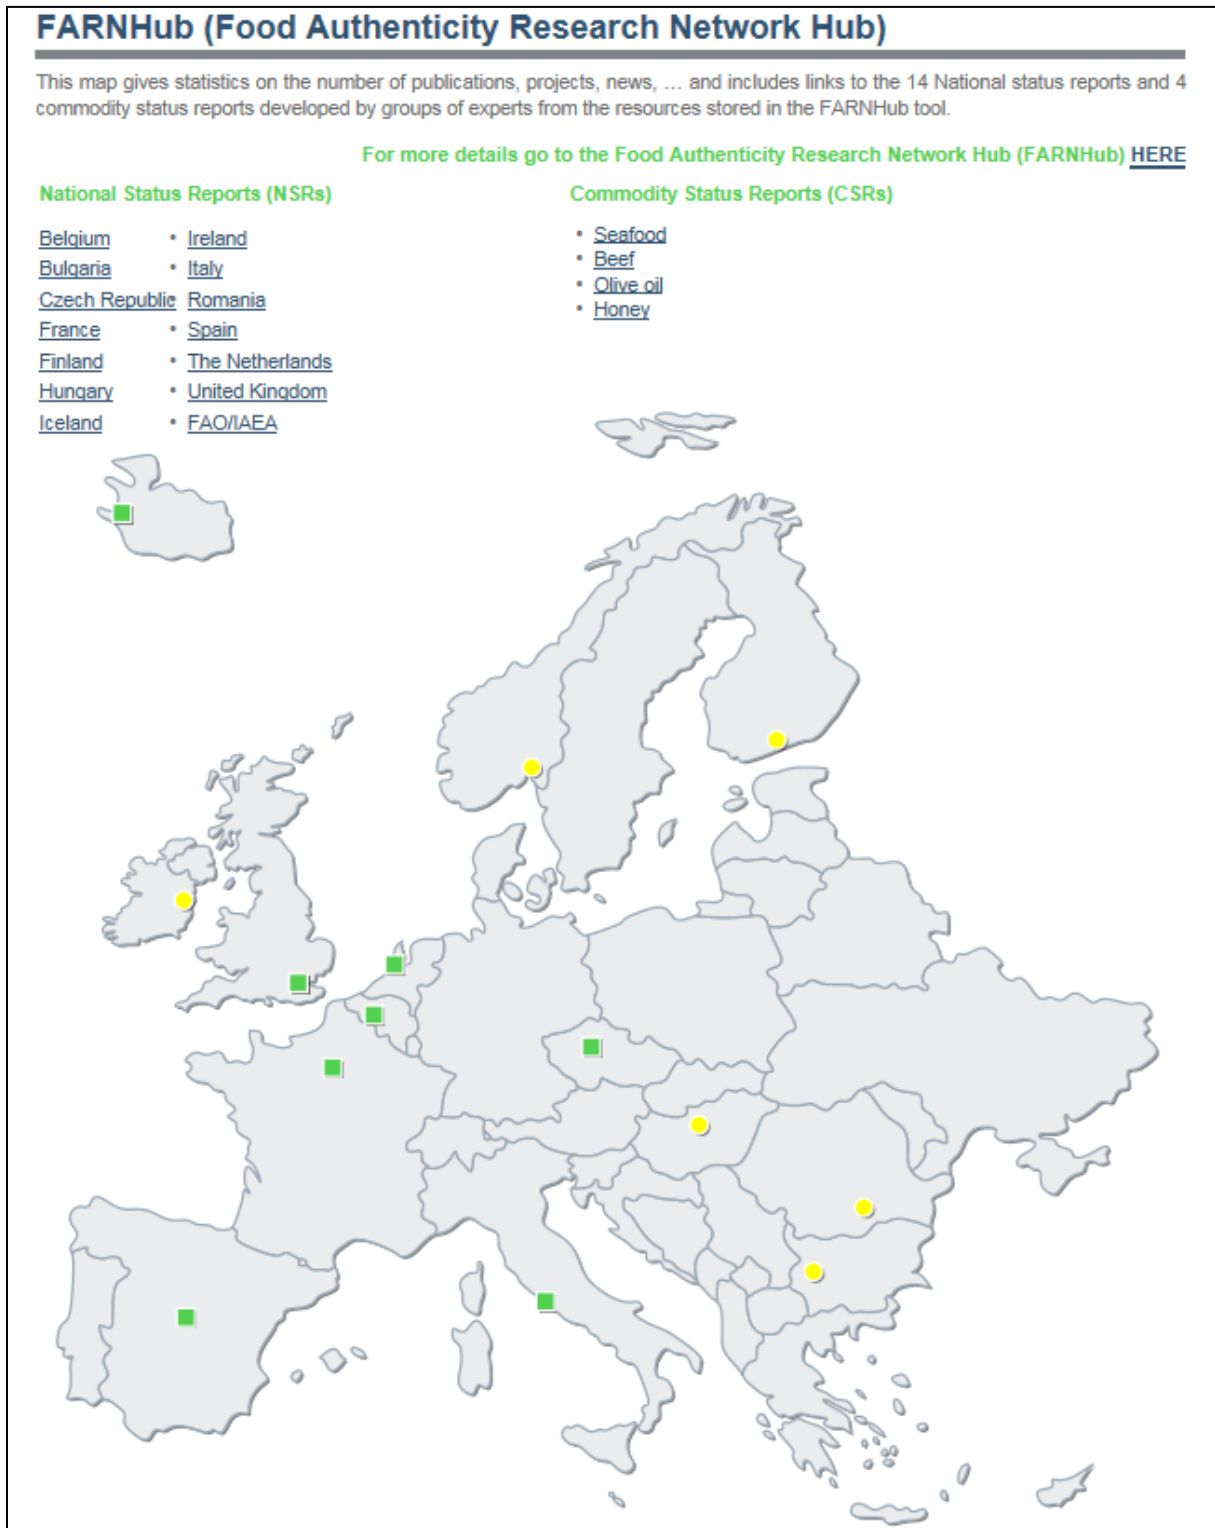 FARNHub (Food Authenticity Research Network Hub)
This map gives statistics on the number of publications, projects, news, … and includes links to the 14 National status reports and 4
commodity status reports developed by groups of experts from the resources stored in the FARNHub tool.
For more details go to the Food Authenticity Research Network Hub (FARNHub) HERE
National Status Reports (NSRs)
Belgium
Bulgaria
Czech Republic
France
Finland
Hungary
Iceland
• Ireland
• Italy
• Romania
• Spain
• The Netherlands
• United Kingdom
• FAO/IAEA
Commodity Status Reports (CSRs)
• Seafood
• Beef
• Olive oil
• Honey